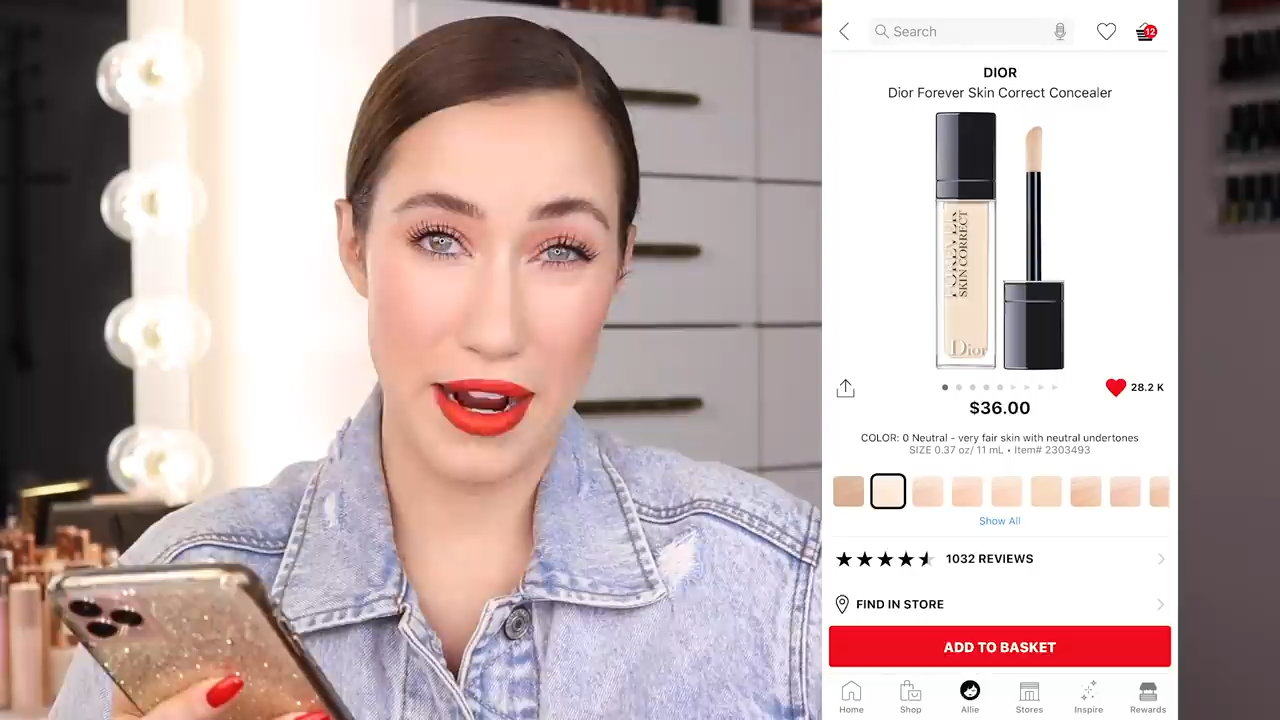 Search
12
DIOR
Dior Forever Skin Correct Concealer
FOREVER
SKIN CORRECT
Dior
28.2 K
$36.00
COLOR: 0 Neutral - very fair skin with neutral undertones
SIZE 0.37 oz/ 11 mL • Item# 2303493
Show All
1032 REVIEWS
FIND IN STORE
ADD TO BASKET
Home
Shop
Allie
Stores
Inspire
Rewards